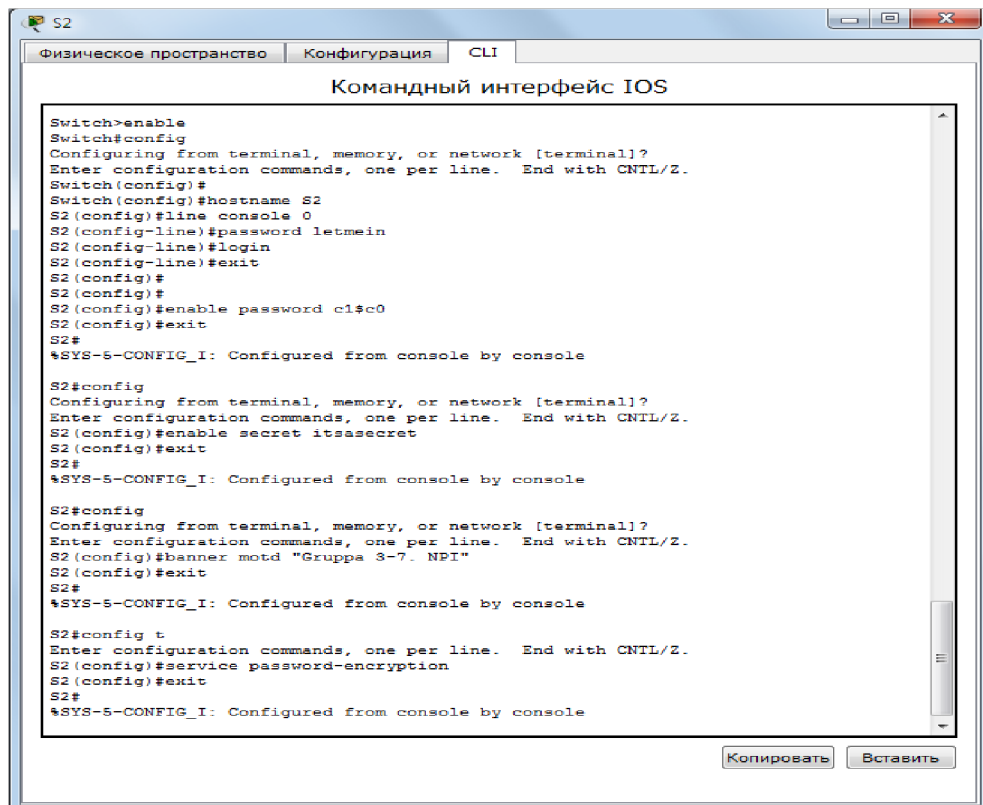 S2
Физическое пространство Конфигурация CLI
Командный интерфейс IOS
Switch>enable
Switch#config
Configuring from terminal, memory, or network [terminal]?
Enter configuration commands, one per line.  End with CNTL/Z.
Switch(config)#
Switch(config)#hostname S2
S2(config)#line console 0
S2(config-line)#password letmein
S2(config-line)#login
S2(config-line)#exit
S2(config)#
S2(config)#
S2(config)#enable password c1$c0
S2(config)#exit
S2#
%SYS-5-CONFIG_I: Configured from console by console
S2#config
Configuring from terminal, memory, or network [terminal]?
Enter configuration commands, one per line.  End with CNTL/Z.
S2(config)#enable secret itsasecret
S2(config)#exit
S2#
%SYS-5-CONFIG_I: Configured from console by console
S2#config
Configuring from terminal, memory, or network [terminal]?
Enter configuration commands, one per line.  End with CNTL/Z.
S2(config)#banner motd "Gruppa 3-7. NPI"
S2(config)#exit
S2#
%SYS-5-CONFIG_I: Configured from console by console
S2#config t
Enter configuration commands, one per line.  End with CNTL/Z.
S2(config)#service password-encryption
S2(config)#exit
S2#
%SYS-5-CONFIG_I: Configured from console by console
Копировать Вставить